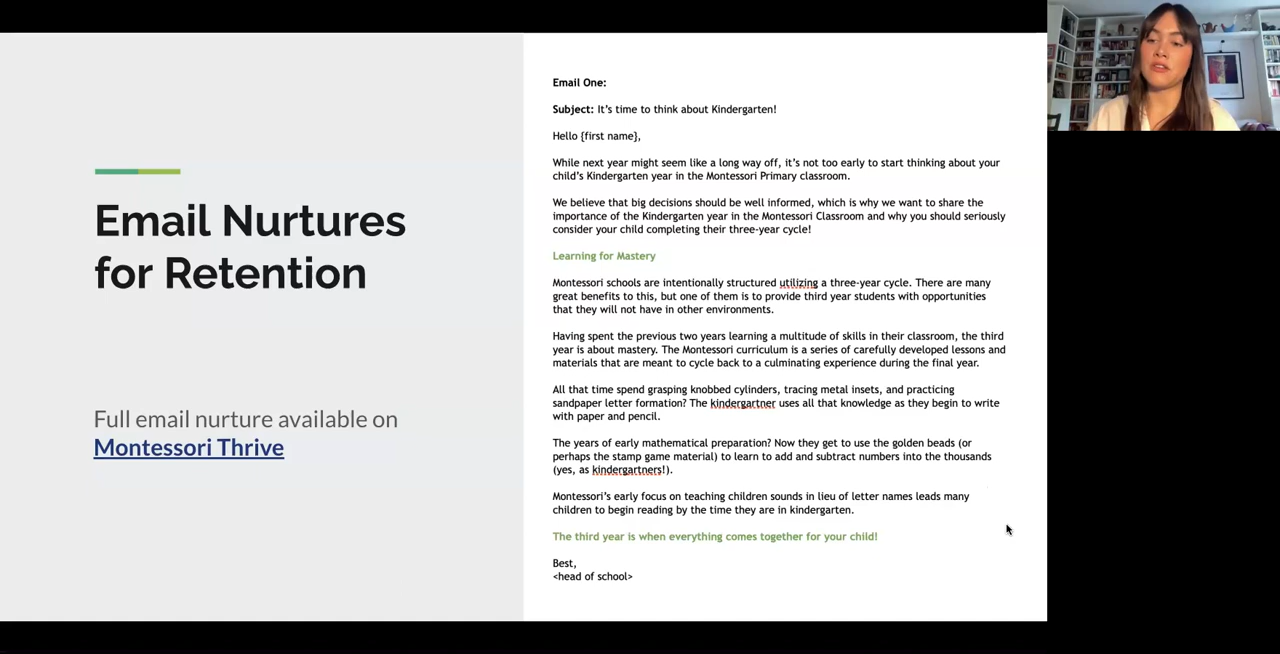 Email Nurtures
for Retention
Full email nurture available on
Montessori Thrive
Email One:
Subject: It's time to think about Kindergarten!
Hello {first name},
While next year might seem like a long way off, it's not too early to start thinking about your
child's Kindergarten year in the Montessori Primary classroom.
We believe that big decisions should be well informed, which is why we want to share the
importance of the Kindergarten year in the Montessori Classroom and why you should seriously
consider your child completing their three-year cycle!
Learning for Mastery
Montessori schools are intentionally structured utilizing a three-year cycle. There are many
great benefits to this, but one of them is to provide third year students with opportunities
that they will not have in other environments.
Having spent the previous two years learning a multitude of skills in their classroom, the third
year is about mastery. The Montessori curriculum is a series of carefully developed lessons and
materials that are meant to cycle back to a culminating experience during the final year.
All that time spend grasping knobbed cylinders, tracing metal insets, and practicing
sandpaper letter formation? The kindergartner uses all that knowledge as they begin to write
with paper and pencil.
The years of early mathematical preparation? Now they get to use the golden beads (or
perhaps the stamp game material) to learn to add and subtract numbers into the thousands
(yes, as kindergartners!).
Montessori's early focus on teaching children sounds in lieu of letter names leads many
children to begin reading by the time they are in kindergarten.
The third year is when everything comes together for your child!
Best,
<head of school>